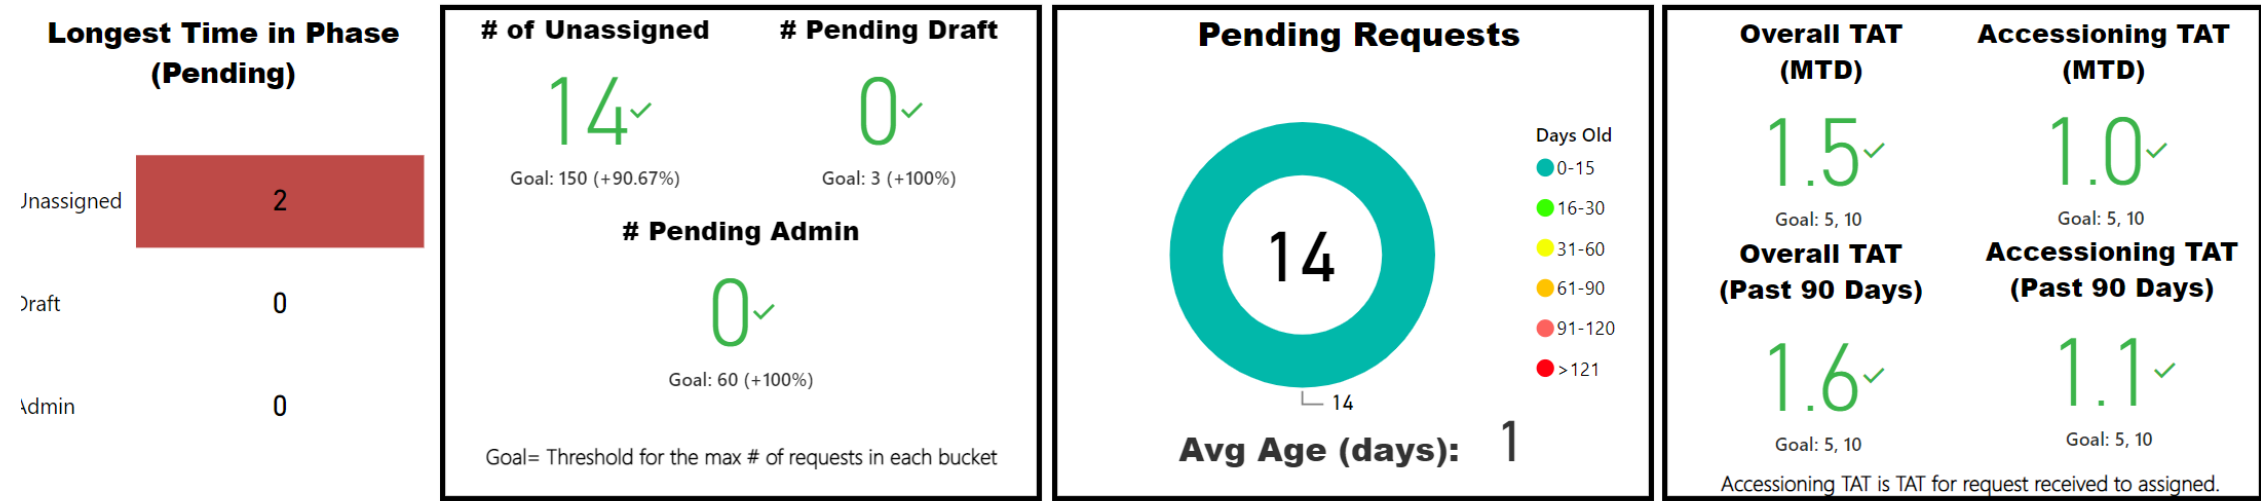 Longest Time in Phase
(Pending)
Unassigned
2
Draft
0
Admin
0
# of Unassigned
14
Goal: 150 (+90.67%)
# Pending Draft
0
Goal: 3 (+100%)
# Pending Admin
0
Goal: 60 (+100%)
Goal= Threshold for the max # of requests in each bucket
Pending Requests
14
14
Days Old
0-15
16-30
31-60
61-90
91-120
>121
Avg Age (days): 1
Overall TAT
(MTD)
1.5
Goal: 5, 10
Accessioning TAT
(MTD)
1.0
Goal: 5, 10
Overall TAT
(Past 90 Days)
1.6
Goal: 5, 10
Accessioning TAT
(Past 90 Days)
1.1
Goal: 5, 10
Accessioning TAT is TAT for request received to assigned.